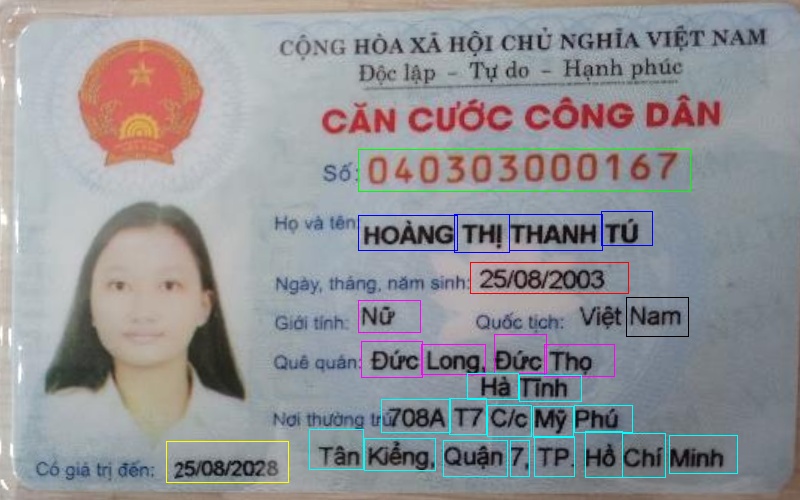 CỘNG HÒA XÃ HỘI CHỦ NGHĨA VIỆT NAM
Độc lập - Tự do - Hạnh phúc
CĂN CƯỚC CÔNG DÂN
Số: 040303000167
Họ và tên: HOÀNG THỊ THANH TÚ
Ngày, tháng, năm sinh: 25/08/2003
Giới tính: Nữ Quốc tịch: Việt Nam
Quê quán: Đức Long, Đức Thọ
Hà Tĩnh
Nơi thường trú: 708A T7 C/c Mỹ Phú
Tân Kiểng, Quận 7, TP. Hồ Chí Minh
Có giá trị đến: 25/08/2028